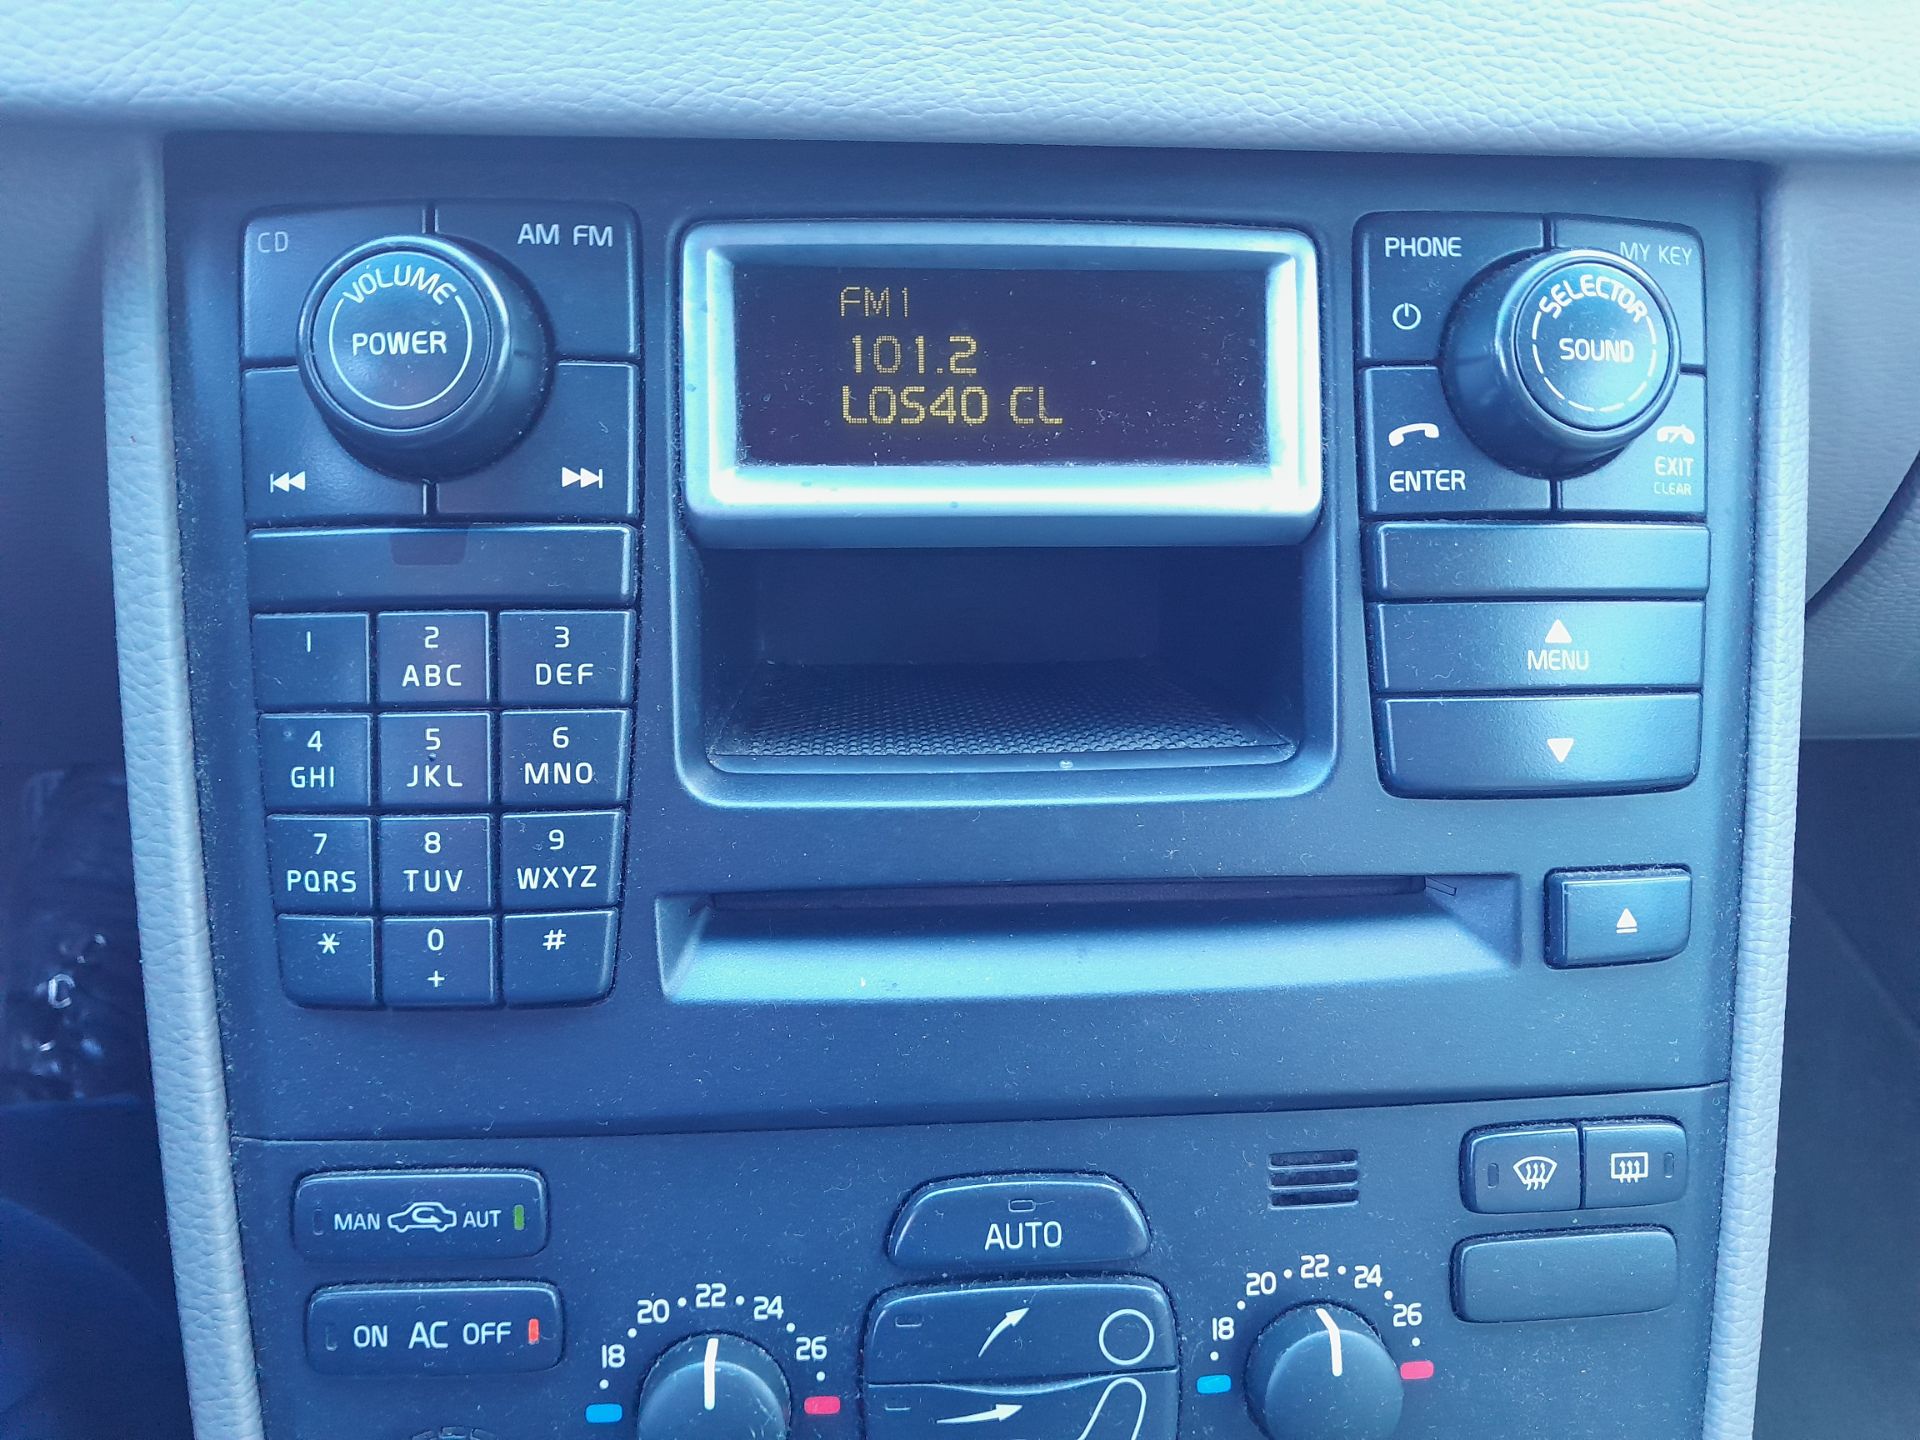 CD
AM FM
VOLUME
POWER
FM1
101.2
LOS40 CL
PHONE
MY KEY
SELECTOR
SOUND
ENTER
EXIT
CLEAR
1
2
3
ABC
DEF
MENU
4
5
6
GHI
JKL
MNO
7
8
9
PQRS
TUV
WXYZ
*
0
#
+
MAN AUT
AUTO
ON AC OFF
18 20 22 24 26
18 20 22 24 26